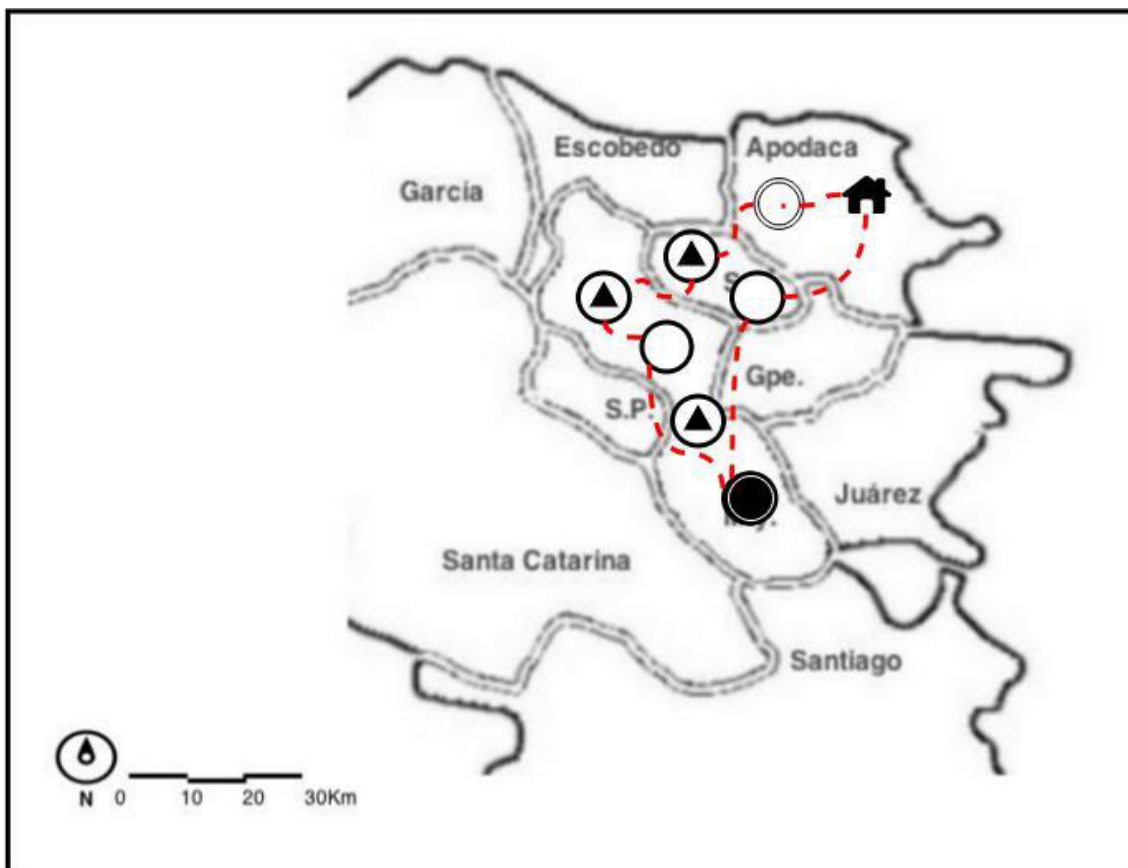 Escobedo
Apodaca
García
Gpe.
S.P.
Juárez
Santa Catarina
Santiago
N 0 10 20 30Km